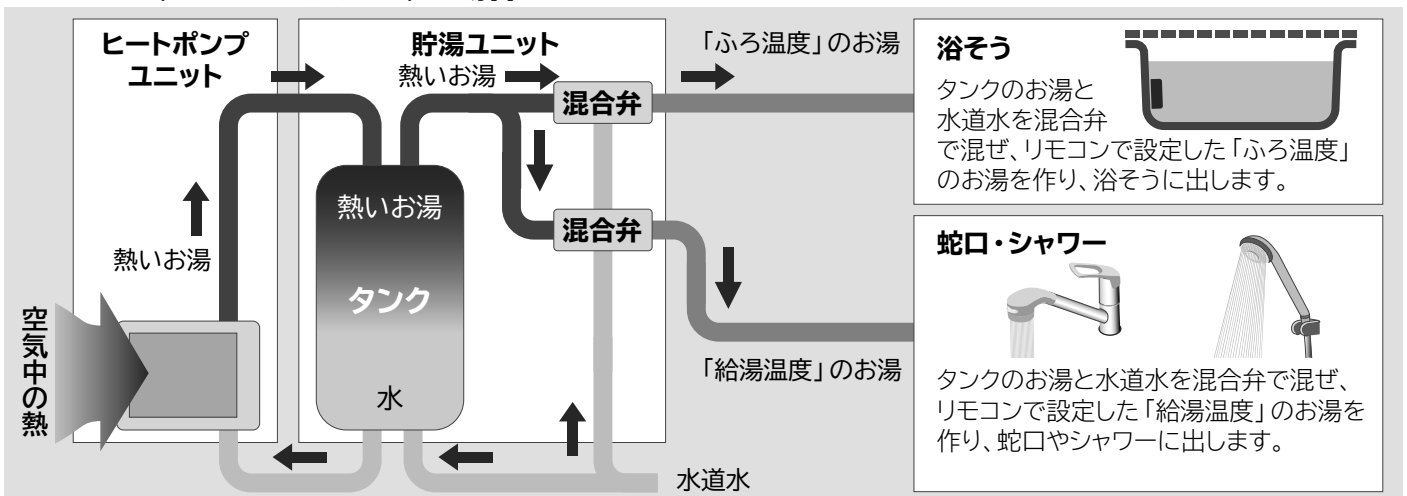 ヒートポンプ
ユニット
貯湯ユニット
熱いお湯
「ふろ温度」のお湯
混合弁
熱いお湯
混合弁
熱いお湯
タンク
水
空気中の熱
「給湯温度」のお湯
水道水
浴そう
タンクのお湯と
水道水を混合弁
で混ぜ、リモコンで設定した「ふろ温度」
のお湯を作り、浴そうに出します。
蛇口・シャワー
タンクのお湯と水道水を混合弁で混ぜ、
リモコンで設定した「給湯温度」のお湯を
作り、蛇口やシャワーに出します。